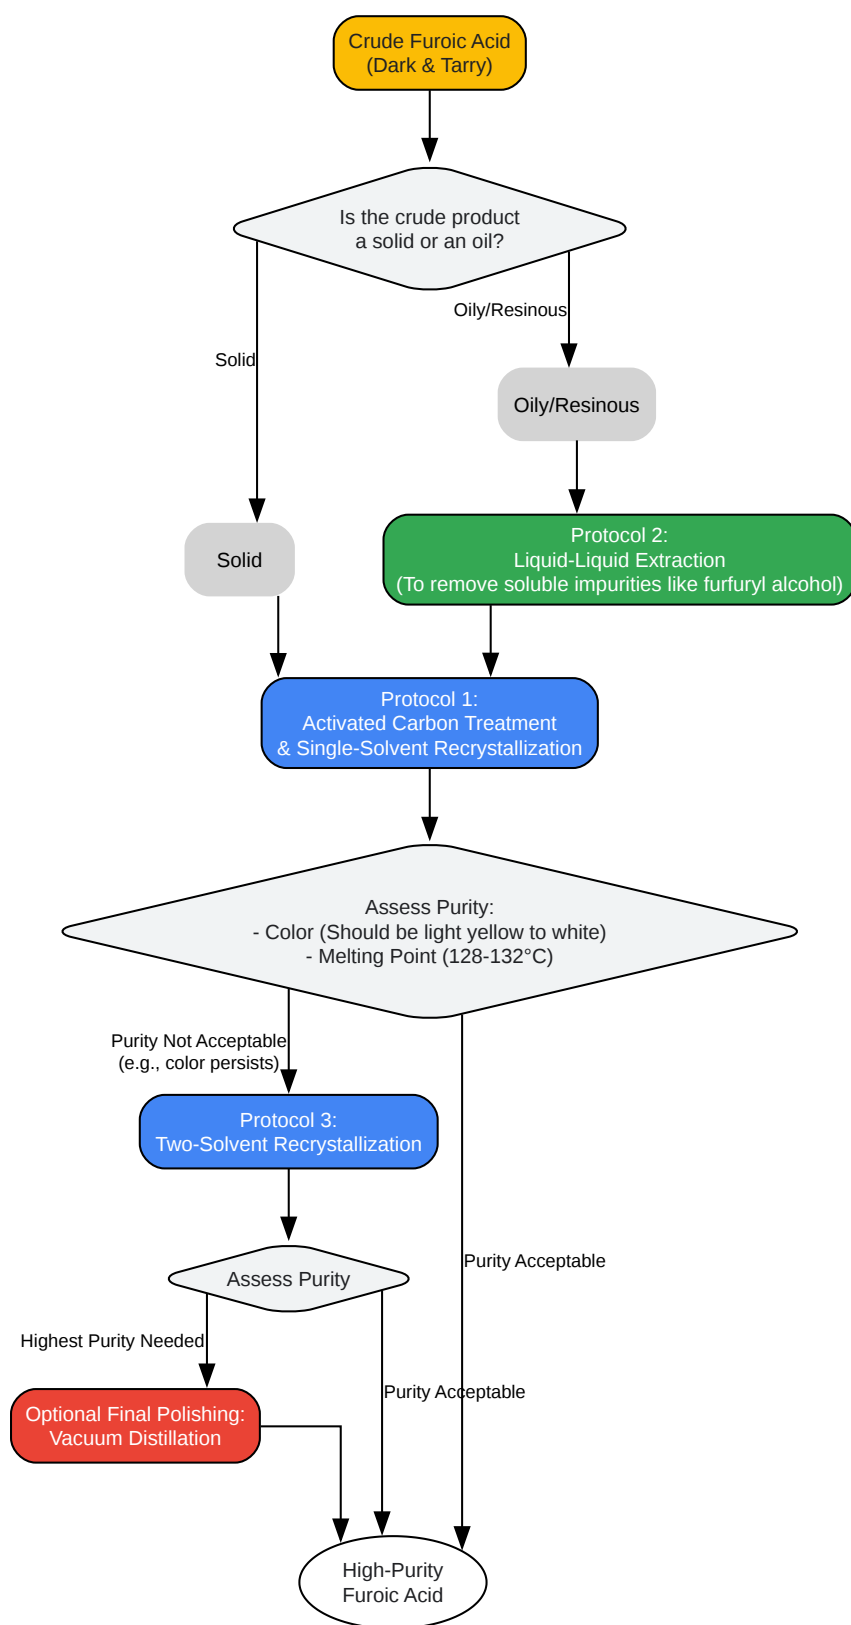 Crude Furoic Acid
(Dark & Tarry)
Is the crude product
a solid or an oil?
Oily/Resinous
Solid
Oily/Resinous
Solid
Protocol 2:
Liquid-Liquid Extraction
(To remove soluble impurities like furfuryl alcohol)
Protocol 1:
Activated Carbon Treatment
& Single-Solvent Recrystallization
Assess Purity:
- Color (Should be light yellow to white)
- Melting Point (128-132°C)
Purity Not Acceptable
(e.g., color persists)
Protocol 3:
Two-Solvent Recrystallization
Purity Acceptable
Assess Purity
Highest Purity Needed
Purity Acceptable
Optional Final Polishing:
Vacuum Distillation
High-Purity
Furoic Acid